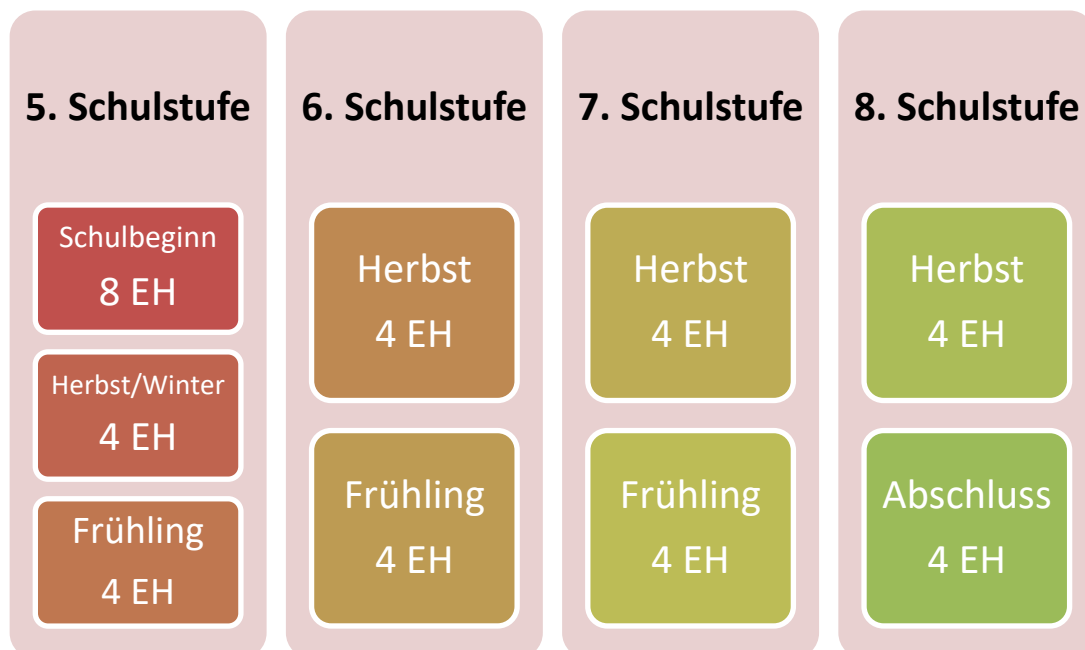 5. Schulstufe
Schulbeginn
8 EH
Herbst/Winter
4 EH
Frühling
4 EH
6. Schulstufe
Herbst
4 EH
Frühling
4 EH
7. Schulstufe
Herbst
4 EH
Frühling
4 EH
8. Schulstufe
Herbst
4 EH
Abschluss
4 EH